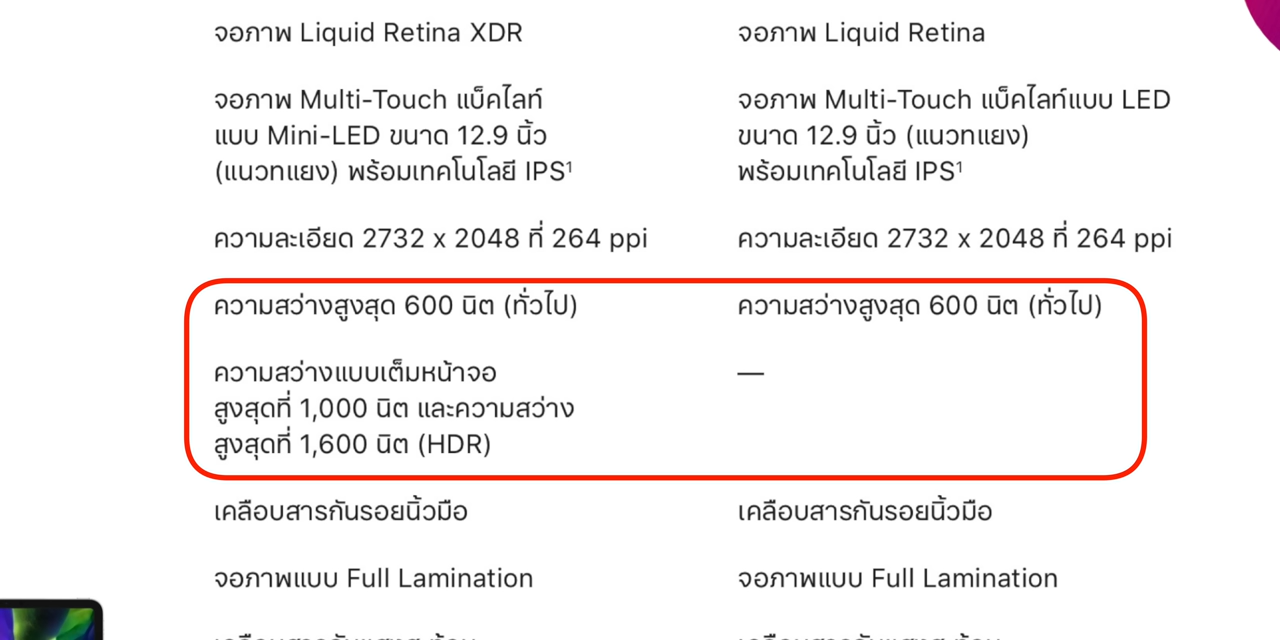 จอภาพ Liquid Retina XDR
จอภาพ Multi-Touch แบ็คไลท์
แบบ Mini-LED ขนาด 12.9 นิ้ว
(แนวทแยง) พร้อมเทคโนโลยี IPS¹
ความละเอียด 2732 x 2048 ที่ 264 ppi
ความสว่างสูงสุด 600 นิต (ทั่วไป)
ความสว่างแบบเต็มหน้าจอ
สูงสุดที่ 1,000 นิต และความสว่าง
สูงสุดที่ 1,600 นิต (HDR)
เคลือบสารกันรอยนิ้วมือ
จอภาพแบบ Full Lamination
จอภาพ Liquid Retina
จอภาพ Multi-Touch แบ็คไลท์แบบ LED
ขนาด 12.9 นิ้ว (แนวทแยง)
พร้อมเทคโนโลยี IPS¹
ความละเอียด 2732 x 2048 ที่ 264 ppi
ความสว่างสูงสุด 600 นิต (ทั่วไป)
—
เคลือบสารกันรอยนิ้วมือ
จอภาพแบบ Full Lamination